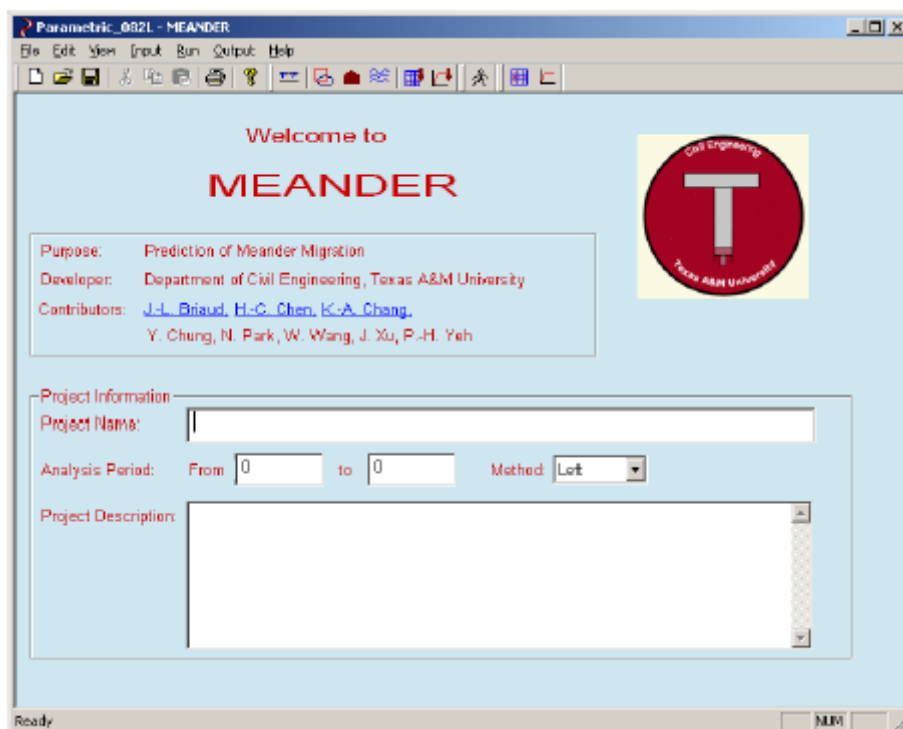 Parametric_082L - MEANDER
File Edit View Input Run Output Help
Welcome to
MEANDER
Civil Engineering
Texas A&M University
Purpose: Prediction of Meander Migration
Developer: Department of Civil Engineering, Texas A&M University
Contributors: J.-L. Briaud, H.-C. Chen, K.-A. Chang,
Y. Chung, N. Park, W. Wang, J. Xu, P.-H. Yeh
Project Information
Project Name:
Analysis Period: From 0 to 0 Method Left
Project Description:
Ready NUM